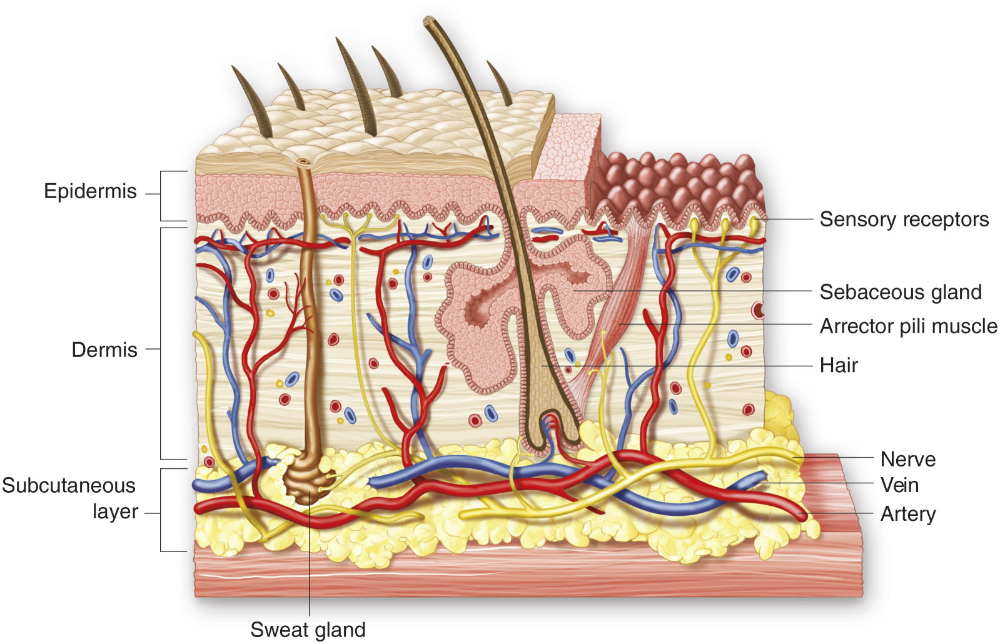 Epidermis
Dermis
Subcutaneous
layer
Sensory receptors
Sebaceous gland
Arrector pili muscle
Hair
Nerve
Vein
Artery
Sweat gland